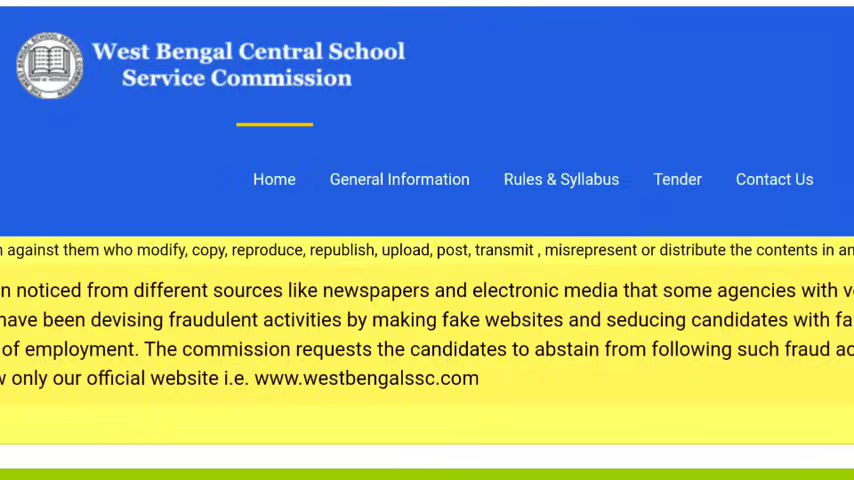 West Bengal Central School
Service Commission
Home General Information Rules & Syllabus Tender Contact Us
against them who modify, copy, reproduce, republish, upload, post, transmit , misrepresent or distribute the contents in
noticed from different sources like newspapers and electronic media that some agencies with
have been devising fraudulent activities by making fake websites and seducing candidates with
of employment. The commission requests the candidates to abstain from following such fraud
only our official website i.e. www.westbengalssc.com